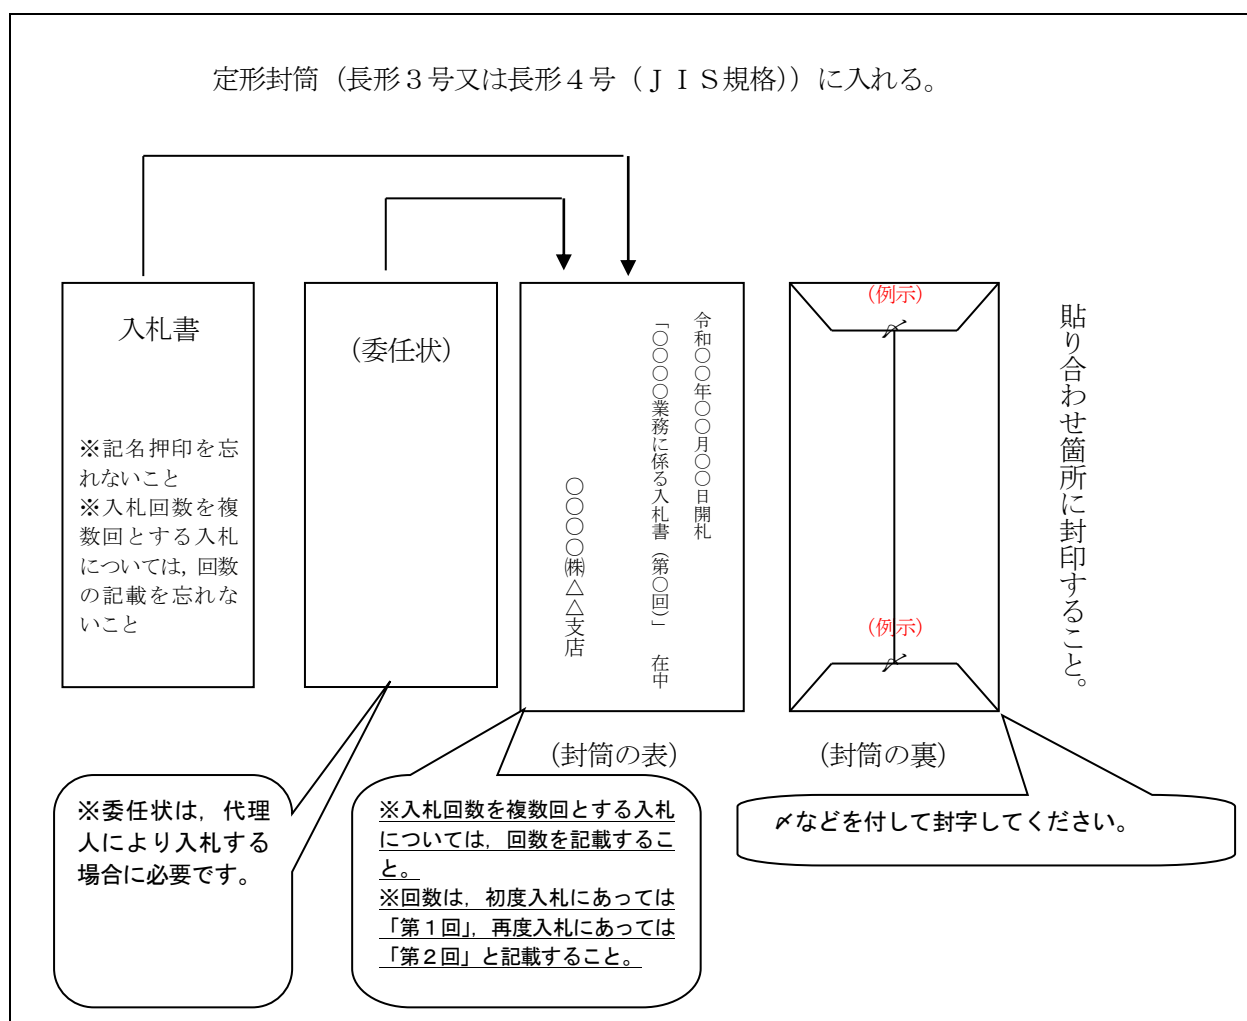 定形封筒（長形３号又は長形４号（ＪＩＳ規格））に入れる。
入札書
※記名押印を忘
れないこと
※入札回数を複
数回とする入札
については，回数
の記載を忘れな
いこと
（委任状）
令和〇〇年〇〇月〇〇日開札
「〇〇〇〇業務に係る入札書（第〇回）」　在中
〇〇〇〇㈱△△支店
（例示）
〆
（例示）
〆
貼り合わせ箇所に封印すること。
（封筒の表）
（封筒の裏）
※委任状は，代理
人により入札する
場合に必要です。
※入札回数を複数回とする入札
については，回数を記載するこ
と。
※回数は，初度入札にあっては
「第１回」，再度入札にあっては
「第２回」と記載すること。
〆などを付して封字してください。